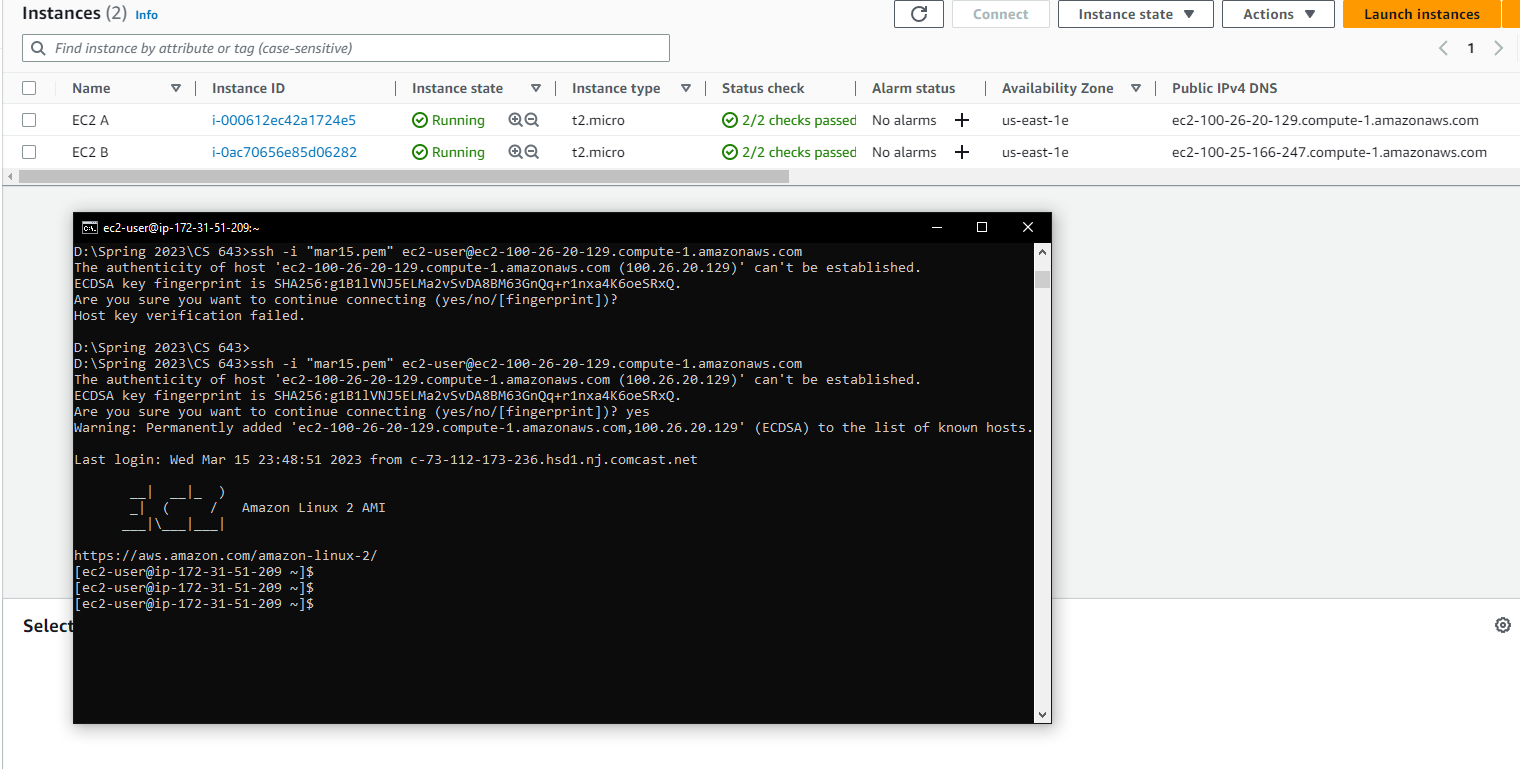 Instances (2) Info
Connect
Instance state
Actions
Launch instances
Find instance by attribute or tag (case-sensitive)
1
Name Instance ID Instance state Instance type Status check Alarm status Availability Zone Public IPv4 DNS
EC2 A i-000612ec42a1724e5 Running t2.micro 2/2 checks passed No alarms + us-east-1e ec2-100-26-20-129.compute-1.amazonaws.com
EC2 B i-0ac70656e85d06282 Running t2.micro 2/2 checks passed No alarms + us-east-1e ec2-100-25-166-247.compute-1.amazonaws.com
ec2-user@ip-172-31-51-209:~
D:\Spring 2023\CS 643>ssh -i "mar15.pem" ec2-user@ec2-100-26-20-129.compute-1.amazonaws.com
The authenticity of host 'ec2-100-26-20-129.compute-1.amazonaws.com (100.26.20.129)' can't be established.
ECDSA key fingerprint is SHA256:g1B1lVNJ5ELMa2vSvDA8BM63GnQq+r1nxa4K6oeSRxQ.
Are you sure you want to continue connecting (yes/no/[fingerprint])?
Host key verification failed.
D:\Spring 2023\CS 643>
D:\Spring 2023\CS 643>ssh -i "mar15.pem" ec2-user@ec2-100-26-20-129.compute-1.amazonaws.com
The authenticity of host 'ec2-100-26-20-129.compute-1.amazonaws.com (100.26.20.129)' can't be established.
ECDSA key fingerprint is SHA256:g1B1lVNJ5ELMa2vSvDA8BM63GnQq+r1nxa4K6oeSRxQ.
Are you sure you want to continue connecting (yes/no/[fingerprint])? yes
Warning: Permanently added 'ec2-100-26-20-129.compute-1.amazonaws.com,100.26.20.129' (ECDSA) to the list of known hosts.
Last login: Wed Mar 15 23:48:51 2023 from c-73-112-173-236.hsd1.nj.comcast.net
       __|  __|_  )
       _|  (     /   Amazon Linux 2 AMI
      ___|\___|___|
https://aws.amazon.com/amazon-linux-2/
[ec2-user@ip-172-31-51-209 ~]$
[ec2-user@ip-172-31-51-209 ~]$
[ec2-user@ip-172-31-51-209 ~]$
Select